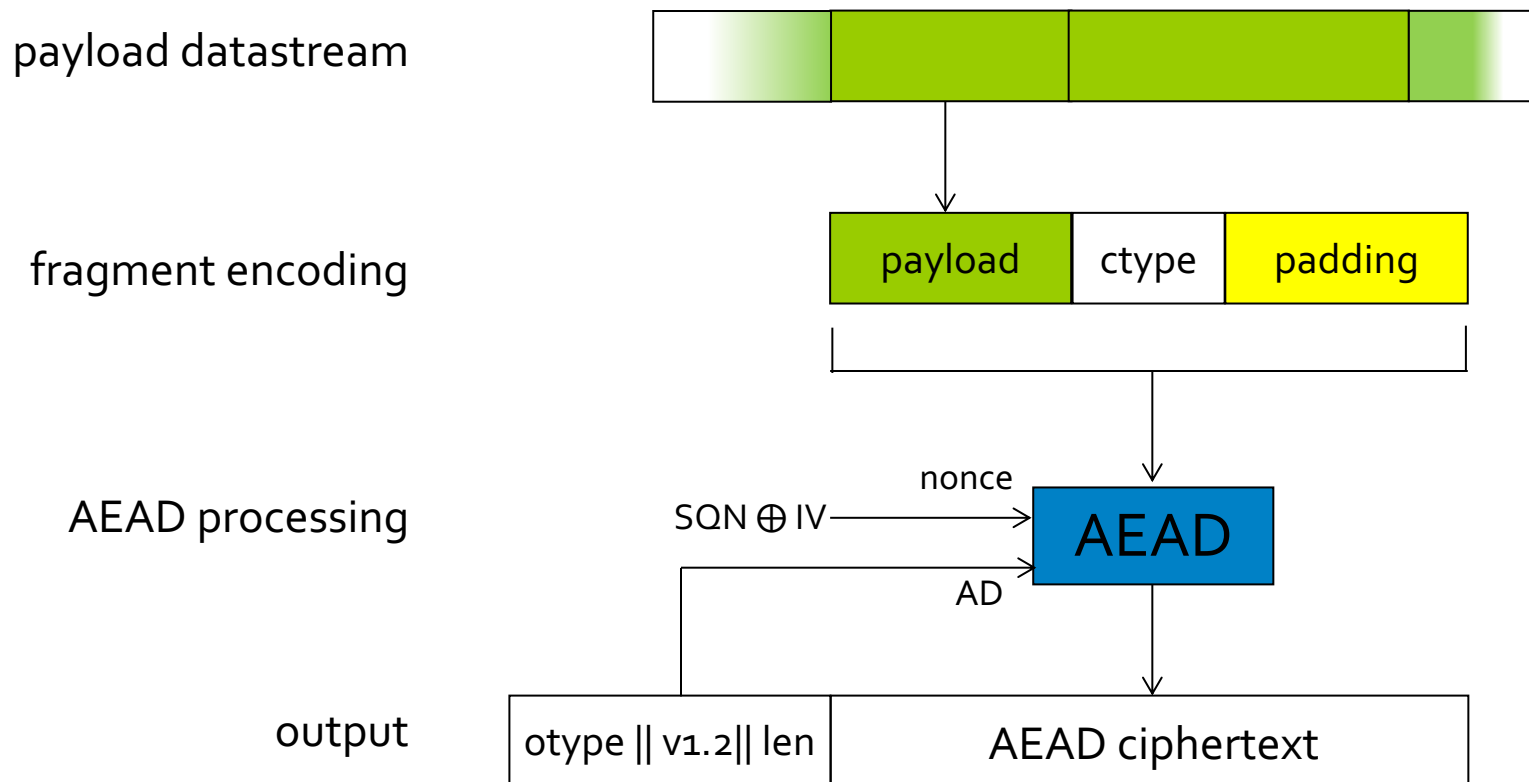 payload datastream
fragment encoding
payload
ctype
padding
AEAD processing
nonce
SQN ⊕ IV
AEAD
AD
output
otype || v1.2|| len
AEAD ciphertext